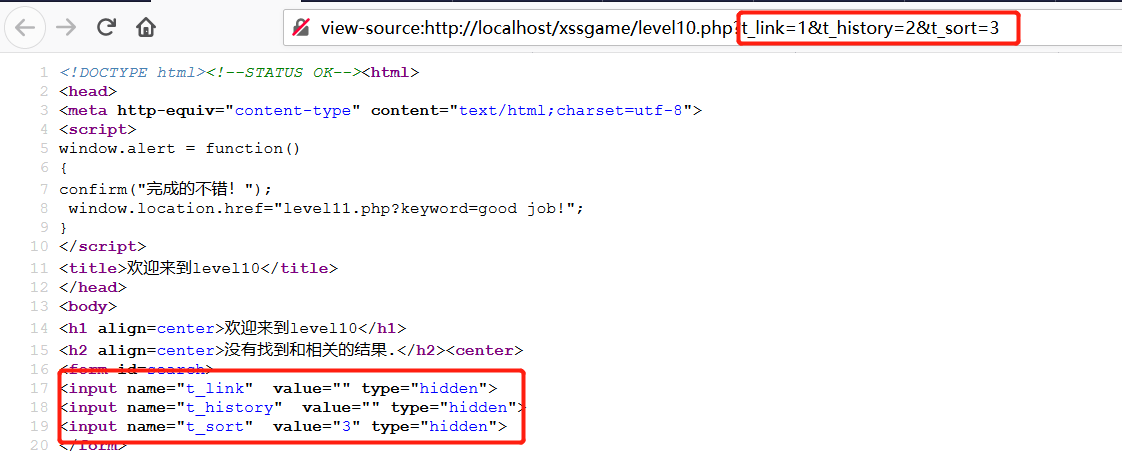 view-source:http://localhost/xssgame/level10.php?t_link=1&t_history=2&t_sort=3
1 <!DOCTYPE html><!--STATUS OK--><html>
2 <head>
3 <meta http-equiv="content-type" content="text/html;charset=utf-8">
4 <script>
5 window.alert = function()
6 {
7 confirm("完成的不错！");
8 window.location.href="level11.php?keyword=good job!";
9 }
10 </script>
11 <title>欢迎来到level10</title>
12 </head>
13 <body>
14 <h1 align=center>欢迎来到level10</h1>
15 <h2 align=center>没有找到和相关的结果.</h2><center>
16 <form id=search>
17 <input name="t_link"  value="" type="hidden">
18 <input name="t_history"  value="" type="hidden">
19 <input name="t_sort"  value="3" type="hidden">
20 </form>